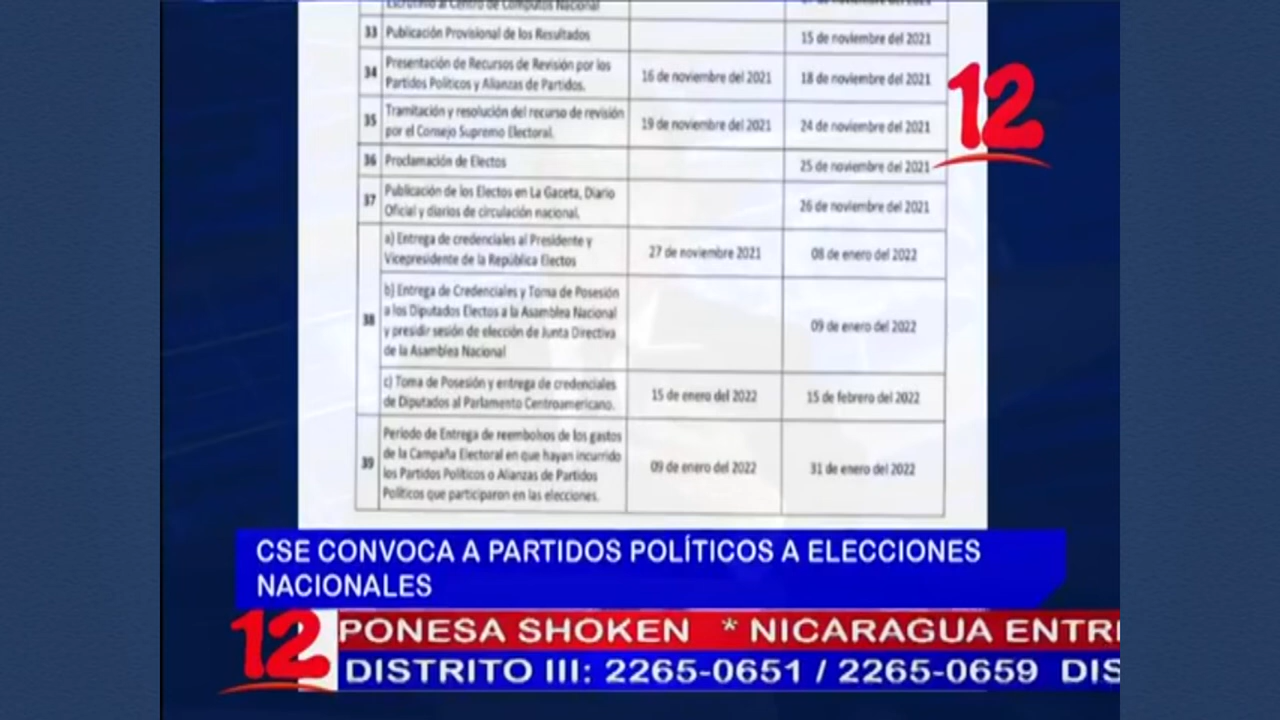 Escrutinio al Centro de Cómputos Nacional
33 Publicación Provisional de los Resultados 15 de noviembre del 2021
34 Presentación de Recursos de Revisión por los
Partidos Políticos y Alianzas de Partidos. 16 de noviembre del 2021 18 de noviembre del 2021
12
35 Tramitación y resolución del recurso de revisión
por el Consejo Supremo Electoral. 19 de noviembre del 2021 24 de noviembre del 2021
36 Proclamación de Electos 25 de noviembre del 2021
37 Publicación de los Electos en La Gaceta, Diario
Oficial y diarios de circulación nacional. 26 de noviembre del 2021
38 a) Entrega de credenciales al Presidente y
Vicepresidente de la República Electos 27 de noviembre 2021 08 de enero del 2022
b) Entrega de Credenciales y Toma de Posesión
a los Diputados Electos a la Asamblea Nacional
y presidir sesión de elección de Junta Directiva
de la Asamblea Nacional 09 de enero del 2022
c) Toma de Posesión y entrega de credenciales
de Diputados al Parlamento Centroamericano. 15 de enero del 2022 15 de febrero del 2022
39 Período de Entrega de reembolsos de los gastos
de la Campaña Electoral en que hayan incurrido
los Partidos Políticos o Alianzas de Partidos
Políticos que participaron en las elecciones. 09 de enero del 2022 31 de enero del 2022
CSE CONVOCA A PARTIDOS POLÍTICOS A ELECCIONES
NACIONALES
12 PONESA SHOKEN * NICARAGUA ENTR
DISTRITO III: 2265-0651 / 2265-0659 DIS